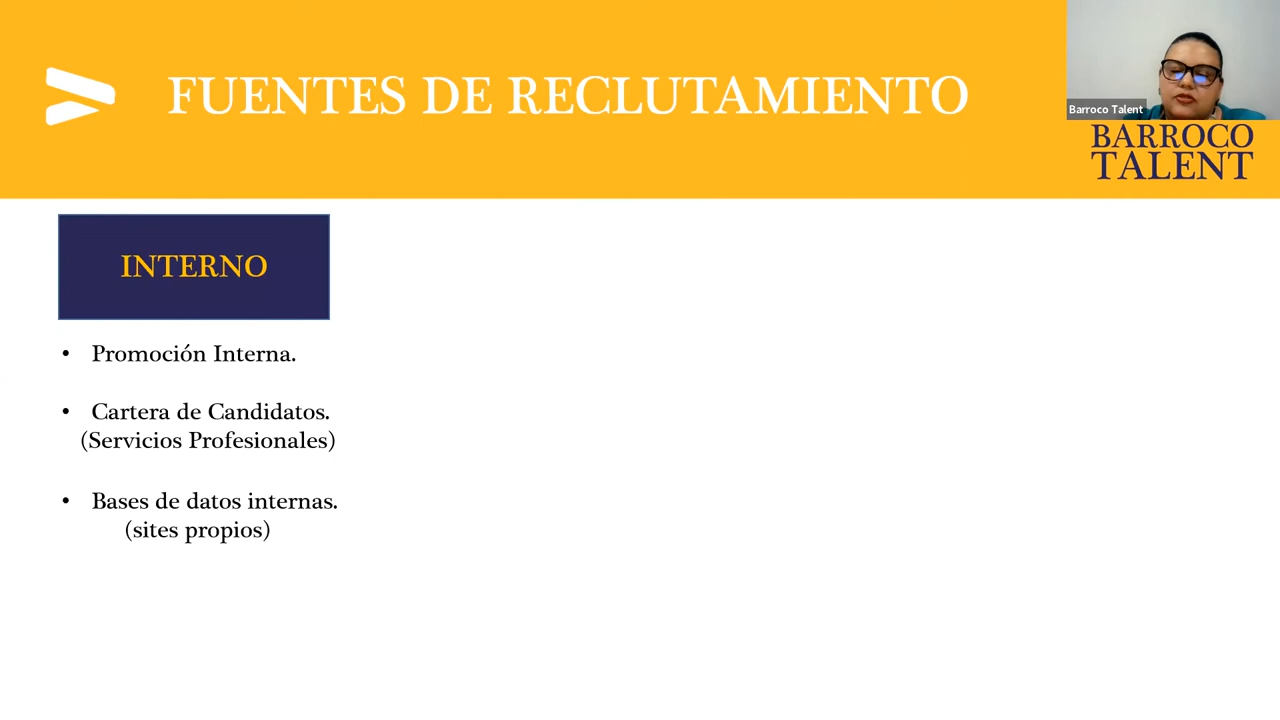 FUENTES DE RECLUTAMIENTO
Barroco Talent
BARROCO
TALENT
INTERNO
• Promoción Interna.
• Cartera de Candidatos.
(Servicios Profesionales)
• Bases de datos internas.
(sites propios)